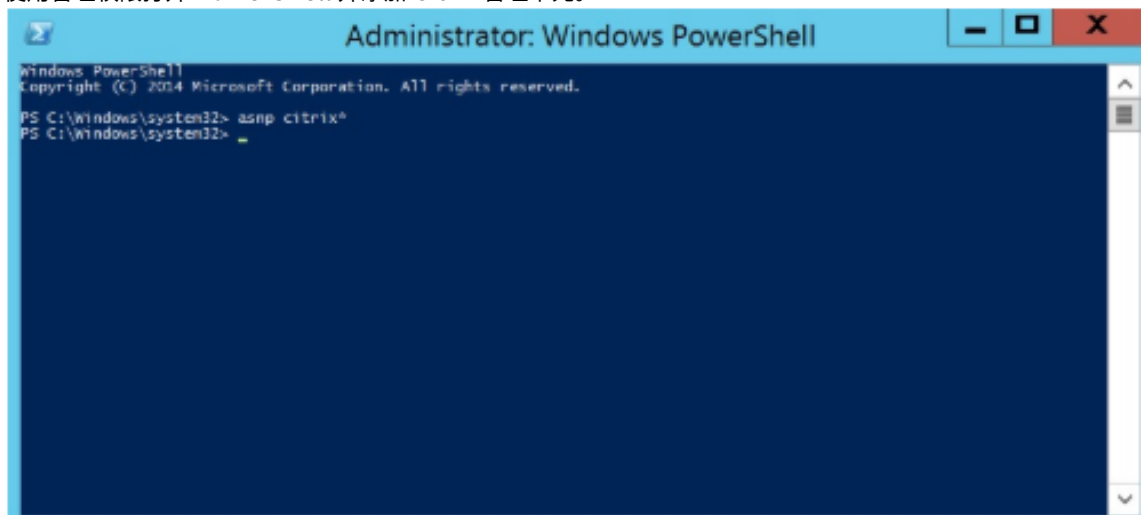 Administrator: Windows PowerShell
Windows PowerShell
Copyright (C) 2014 Microsoft Corporation. All rights reserved.
PS C:\Windows\system32> asnp citrix*
PS C:\Windows\system32> _